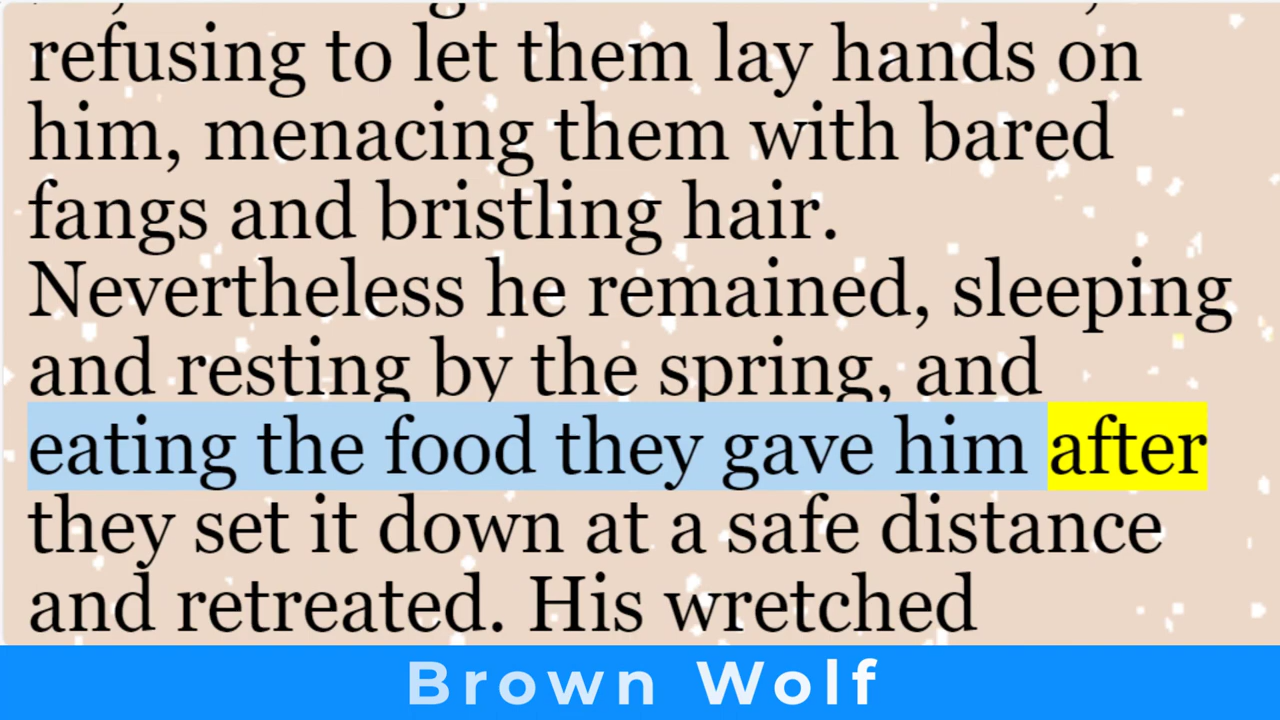 refusing to let them lay hands on
him, menacing them with bared
fangs and bristling hair.
Nevertheless he remained, sleeping
and resting by the spring, and
eating the food they gave him after
they set it down at a safe distance
and retreated. His wretched
Brown Wolf